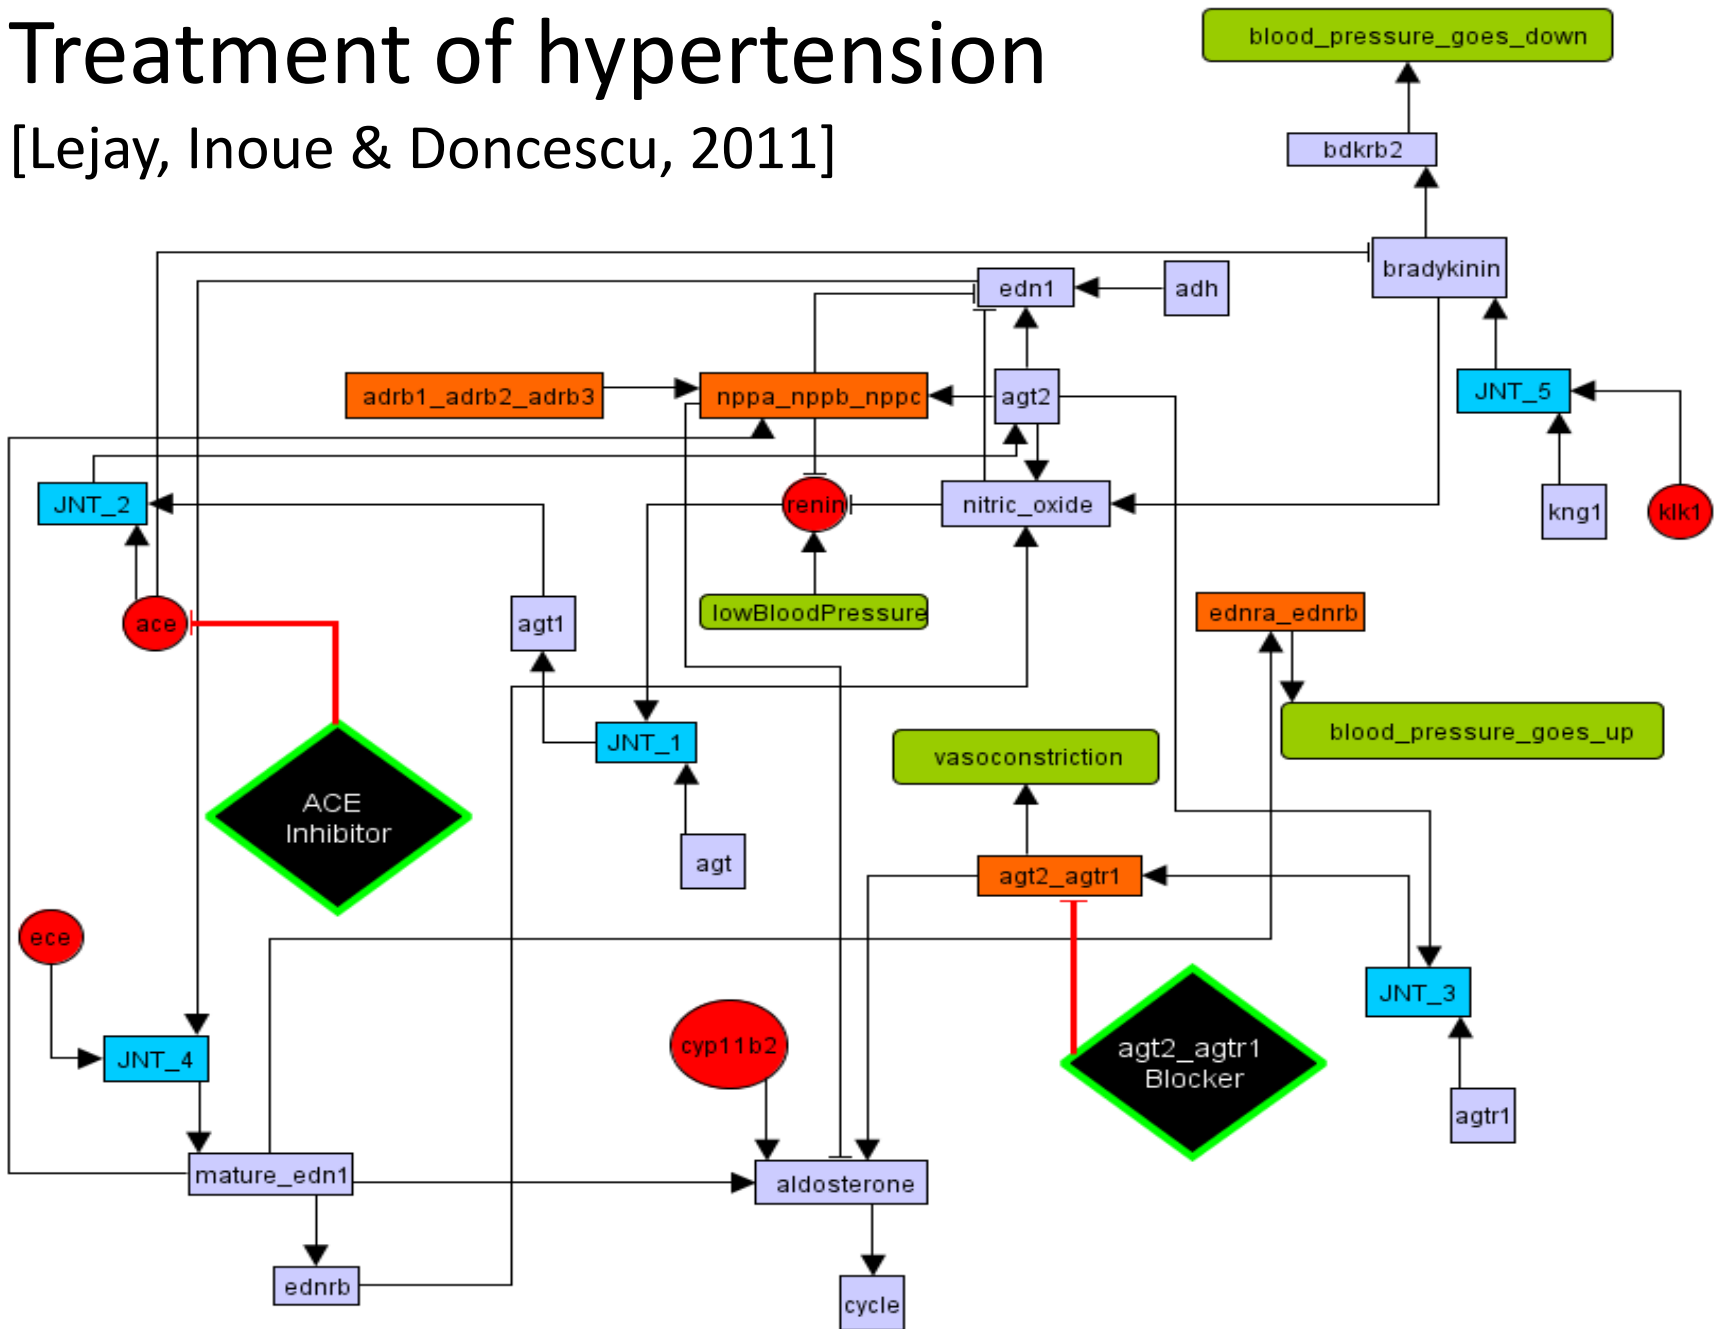 Treatment of hypertension
[Lejay, Inoue & Doncescu, 2011]
blood_pressure_goes_down
bdkrb2
bradykinin
edn1
adh
adrb1_adrb2_adrb3
nppa_nppb_nppc
agt2
JNT_5
JNT_2
renin
nitric_oxide
kng1
klk1
ace
agt1
lowBloodPressure
ednra_ednrb
JNT_1
vasoconstriction
blood_pressure_goes_up
ACE
Inhibitor
agt
agt2_agtr1
ece
JNT_3
cyp11b2
JNT_4
agt2_agtr1
Blocker
agtr1
mature_edn1
aldosterone
ednrb
cycle